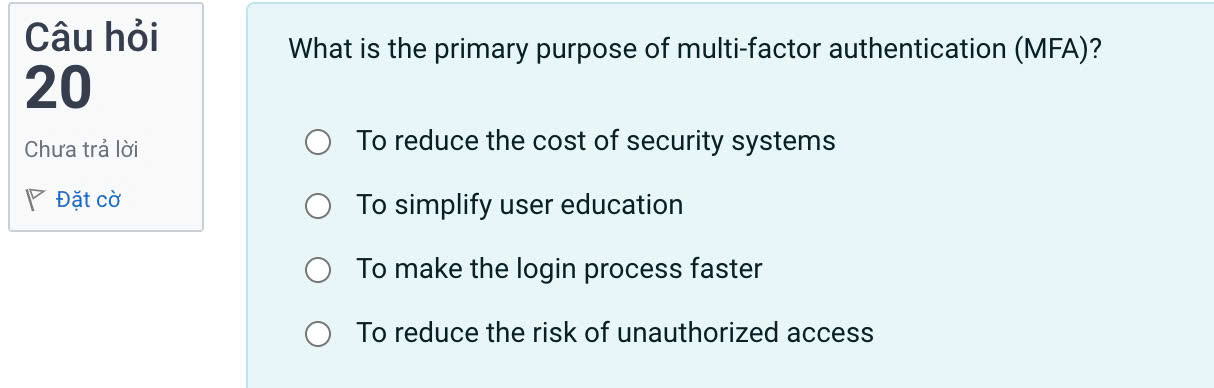 Câu hỏi
20
Chưa trả lời
Đặt cờ
What is the primary purpose of multi-factor authentication (MFA)?
To reduce the cost of security systems
To simplify user education
To make the login process faster
To reduce the risk of unauthorized access